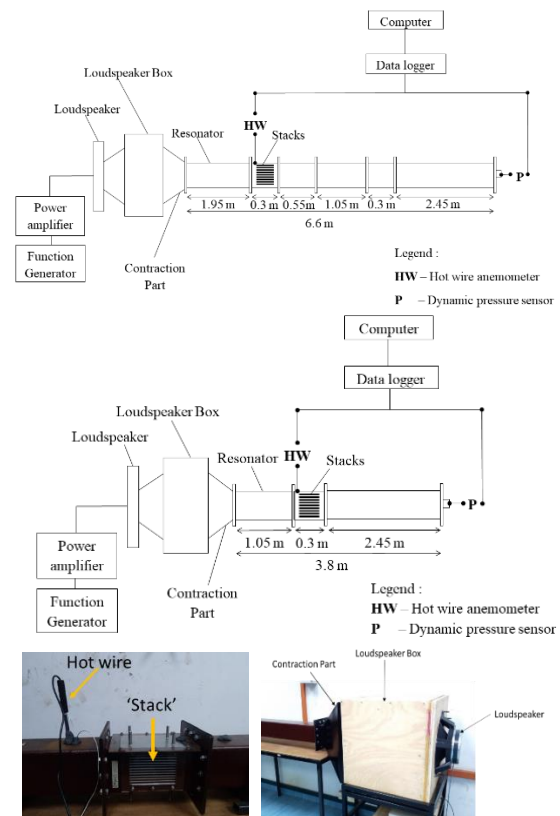 Computer
Data logger
Loudspeaker Box
Loudspeaker
Resonator
HW
Stacks
P
Power
amplifier
Function
Generator
Contraction
Part
1.95 m
0.3 m
0.55m
1.05 m
0.3 m
2.45 m
6.6 m
Legend :
HW – Hot wire anemometer
P – Dynamic pressure sensor
Computer
Data logger
Loudspeaker Box
Loudspeaker
Resonator
HW
Stacks
P
Power
amplifier
Function
Generator
Contraction
Part
1.05 m
0.3 m
2.45 m
3.8 m
Legend :
HW – Hot wire anemometer
P – Dynamic pressure sensor
Hot wire
'Stack'
Contraction Part
Loudspeaker Box
Loudspeaker